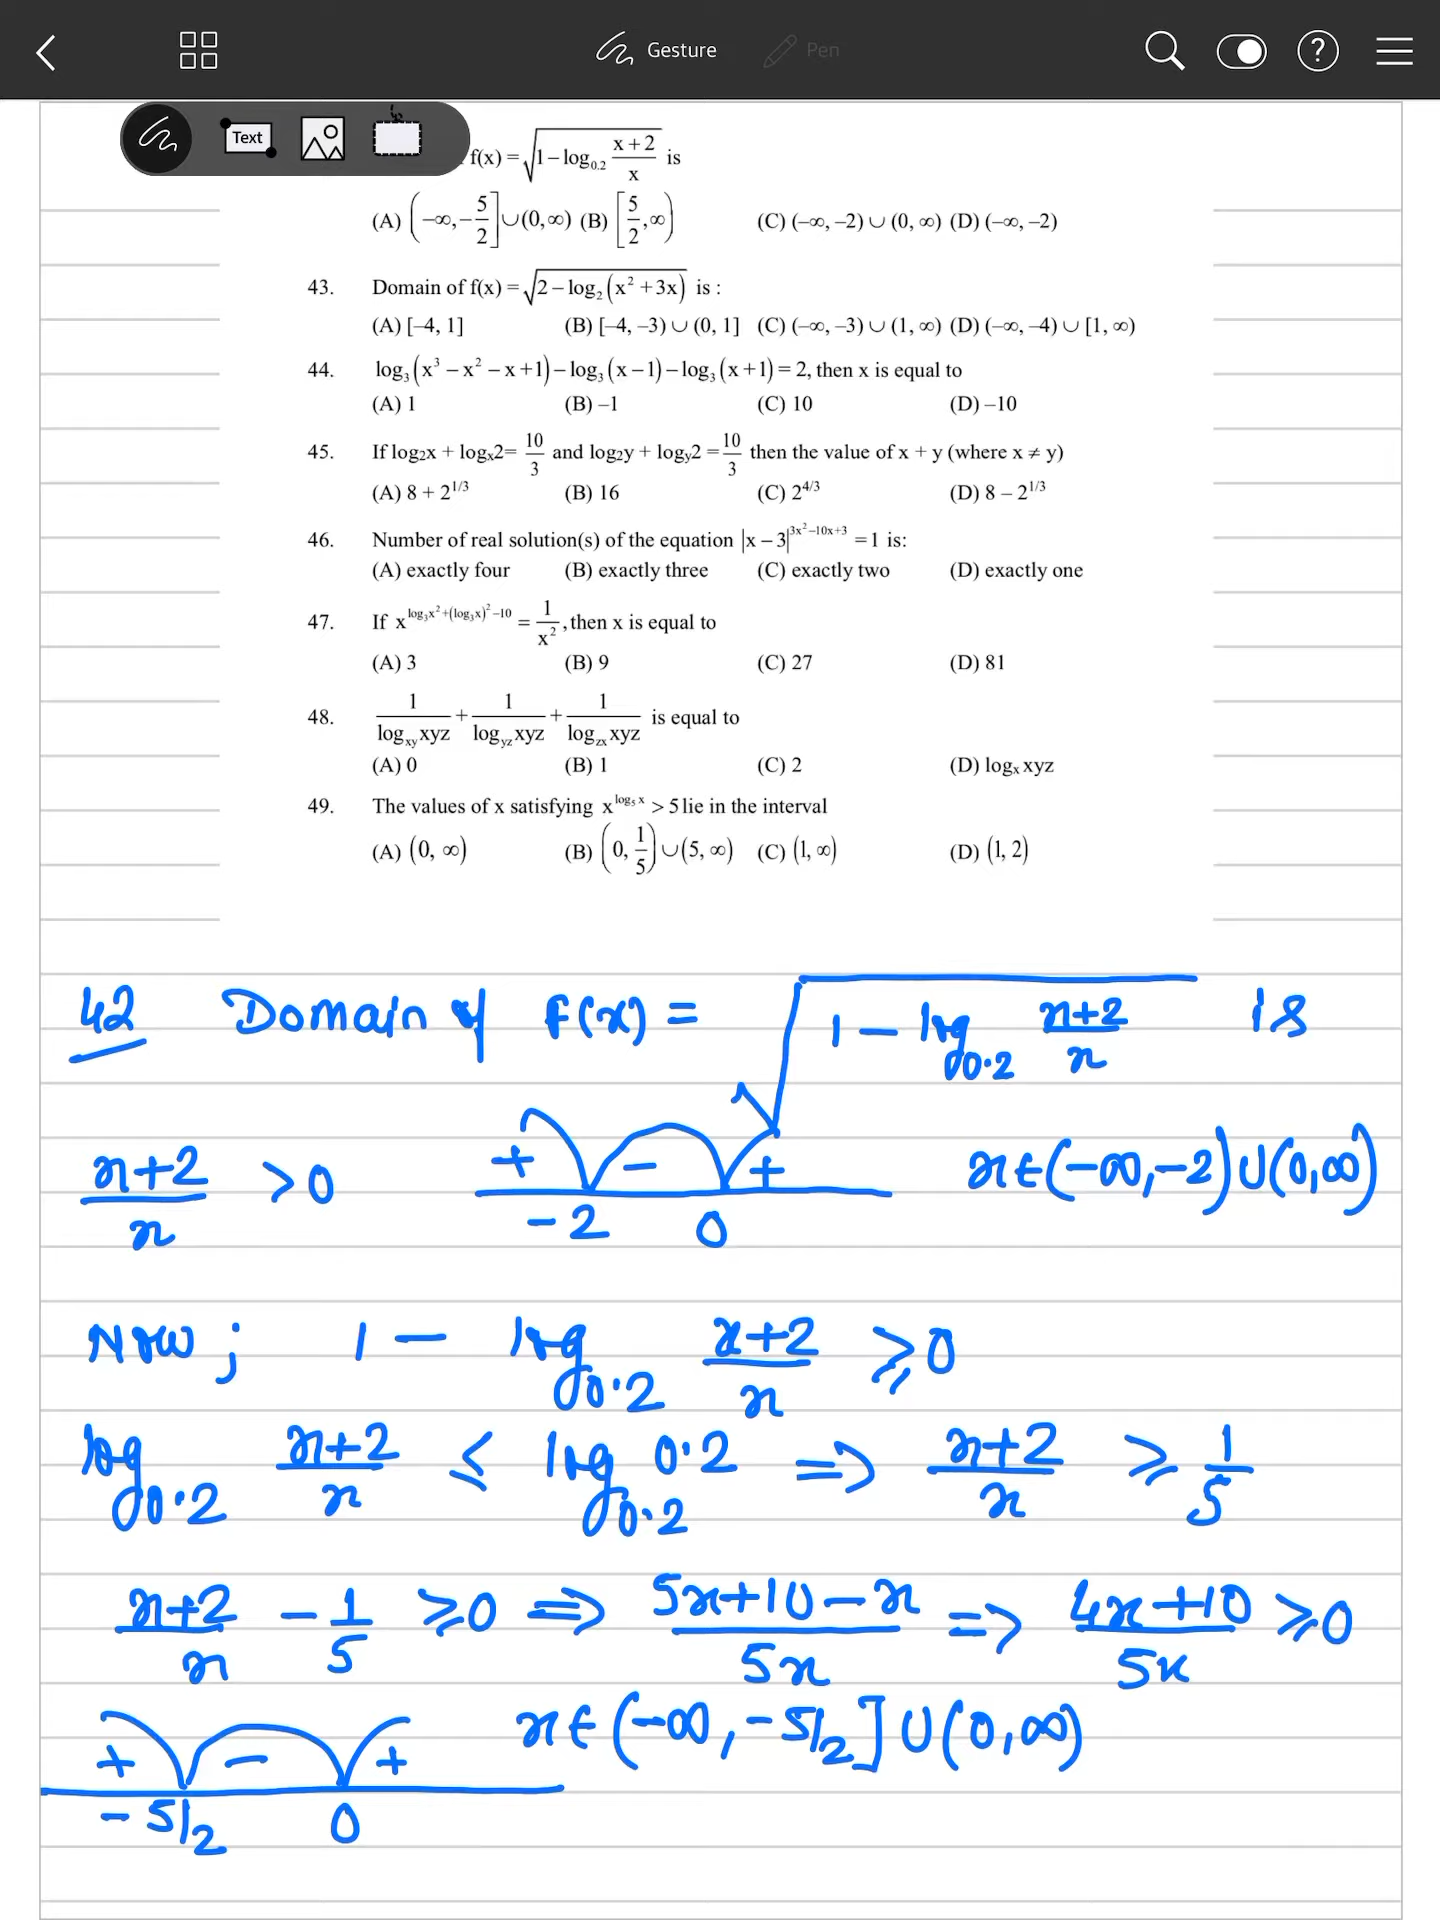 Gesture Pen
Text
f(x) = √(1 – log₀.₂ (x + 2)/x) is
(A) (–∞, –5/2] ∪ (0, ∞) (B) [5/2, ∞) (C) (–∞, –2) ∪ (0, ∞) (D) (–∞, –2)
43. Domain of f(x) = √(2 – log₂(x² + 3x)) is :
(A) [–4, 1] (B) [–4, –3) ∪ (0, 1] (C) (–∞, –3) ∪ (1, ∞) (D) (–∞, –4) ∪ [1, ∞)
44. log₃(x³ – x² – x + 1) – log₃(x – 1) – log₃(x + 1) = 2, then x is equal to
(A) 1 (B) –1 (C) 10 (D) –10
45. If log₂x + logₓ2 = 10/3 and log₂y + logᵧ2 = 10/3 then the value of x + y (where x ≠ y)
(A) 8 + 2^(1/3) (B) 16 (C) 2^(4/3) (D) 8 – 2^(1/3)
46. Number of real solution(s) of the equation |x – 3|^(3x²–10x+3) = 1 is:
(A) exactly four (B) exactly three (C) exactly two (D) exactly one
47. If x^(log₃x² + (log₃x)² – 10) = 1/x², then x is equal to
(A) 3 (B) 9 (C) 27 (D) 81
48. 1/(log_xy xyz) + 1/(log_yz xyz) + 1/(log_zx xyz) is equal to
(A) 0 (B) 1 (C) 2 (D) logₓ xyz
49. The values of x satisfying x^(log₅ x) > 5 lie in the interval
(A) (0, ∞) (B) (0, 1/5) ∪ (5, ∞) (C) (1, ∞) (D) (1, 2)
42 Domain of f(x) = √(1 – log₀.₂ (x+2)/x) is
(x+2)/x > 0 + – + x ∈ (–∞, –2) ∪ (0, ∞)
–2 0
Now; 1 – log₀.₂ (x+2)/x ≥ 0
log₀.₂ (x+2)/x ≤ log₀.₂ 0.2 ⇒ (x+2)/x ≥ 1/5
(x+2)/x – 1/5 ≥ 0 ⇒ (5x+10–x)/5x ⇒ (4x+10)/5x ≥ 0
+ – + x ∈ (–∞, –5/2] ∪ (0, ∞)
–5/2 0